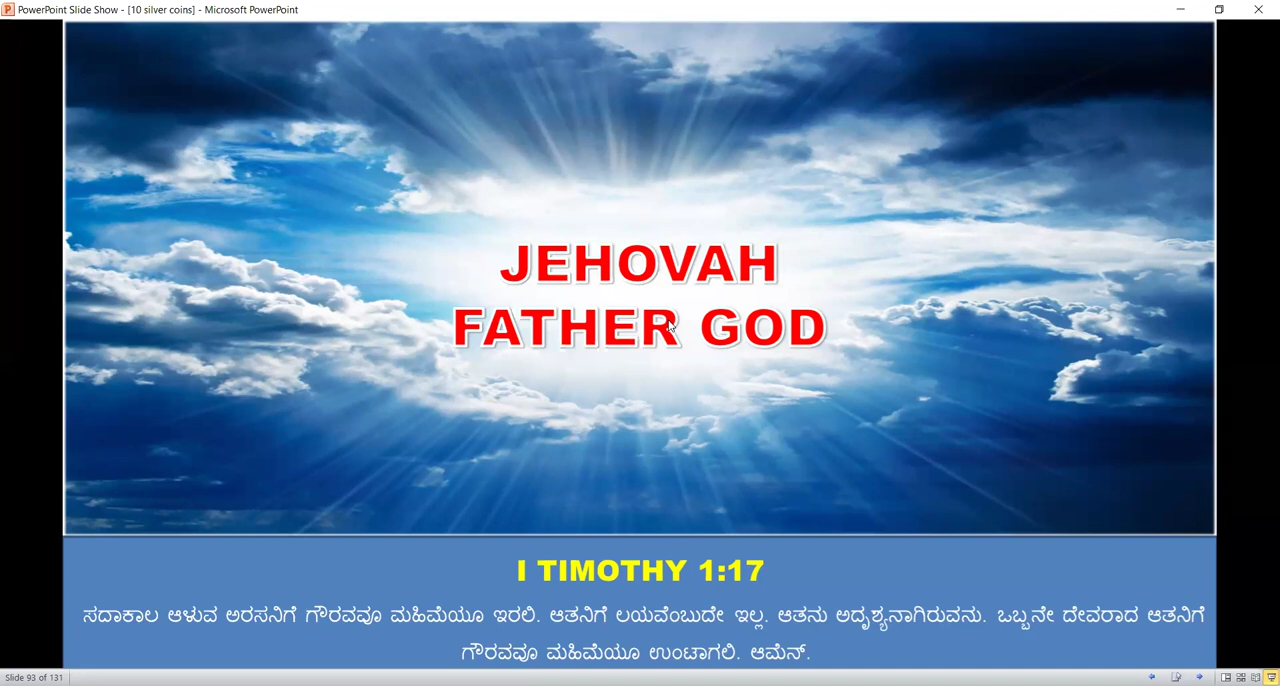 PowerPoint Slide Show - [10 silver coins] - Microsoft PowerPoint
JEHOVAH
FATHER GOD
I TIMOTHY 1:17
ಸದಾಕಾಲ ಆಳುವ ಅರಸನಿಗೆ ಗೌರವವೂ ಮಹಿಮೆಯೂ ಇರಲಿ. ಆತನಿಗೆ ಲಯವೆಂಬುದೇ ಇಲ್ಲ. ಆತನು ಅದೃಶ್ಯನಾಗಿರುವನು. ಒಬ್ಬನೇ ದೇವರಾದ ಆತನಿಗೆ
ಗೌರವವೂ ಮಹಿಮೆಯೂ ಉಂಟಾಗಲಿ. ಆಮೆನ್.
Slide 93 of 131